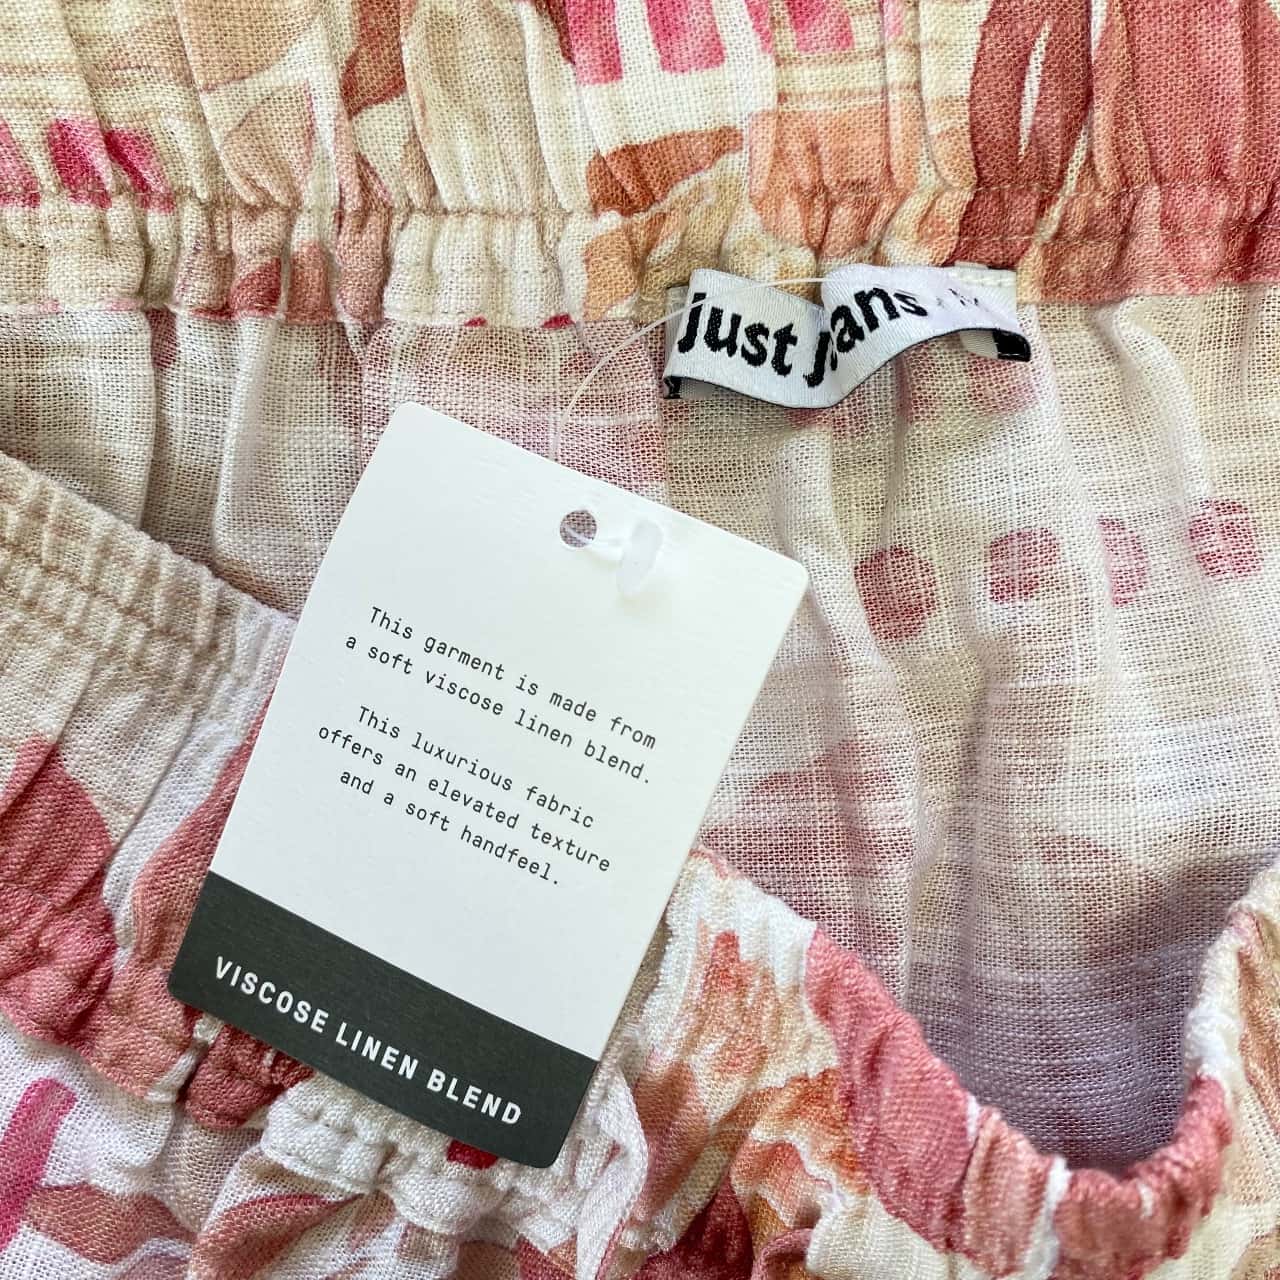 just jeans
This garment is made from
a soft viscose linen blend.
This luxurious fabric
offers an elevated texture
and a soft handfeel.
VISCOSE LINEN BLEND